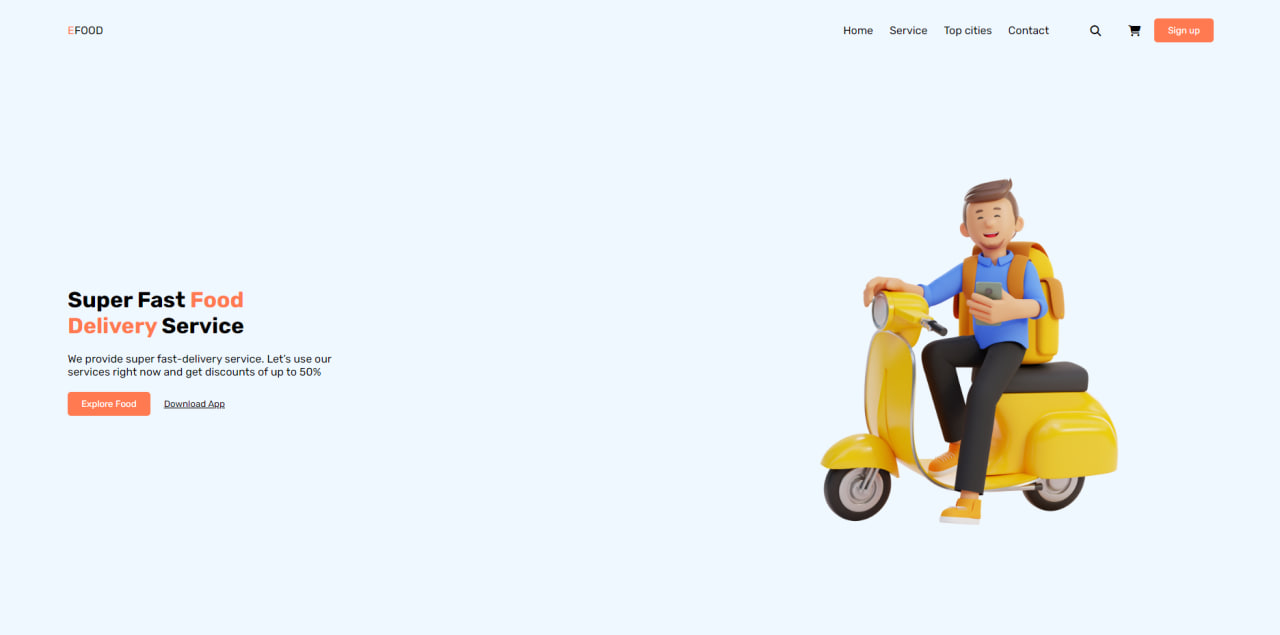 EFOOD
Home Service Top cities Contact Sign up
Super Fast Food
Delivery Service
We provide super fast-delivery service. Let's use our
services right now and get discounts of up to 50%
Explore Food Download App